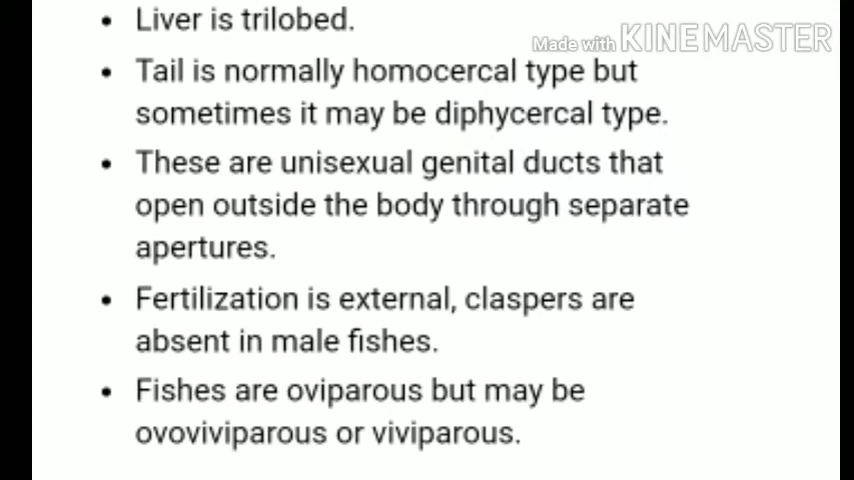 • Liver is trilobed.
Made with KINEMASTER
• Tail is normally homocercal type but
sometimes it may be diphycercal type.
• These are unisexual genital ducts that
open outside the body through separate
apertures.
• Fertilization is external, claspers are
absent in male fishes.
• Fishes are oviparous but may be
ovoviviparous or viviparous.